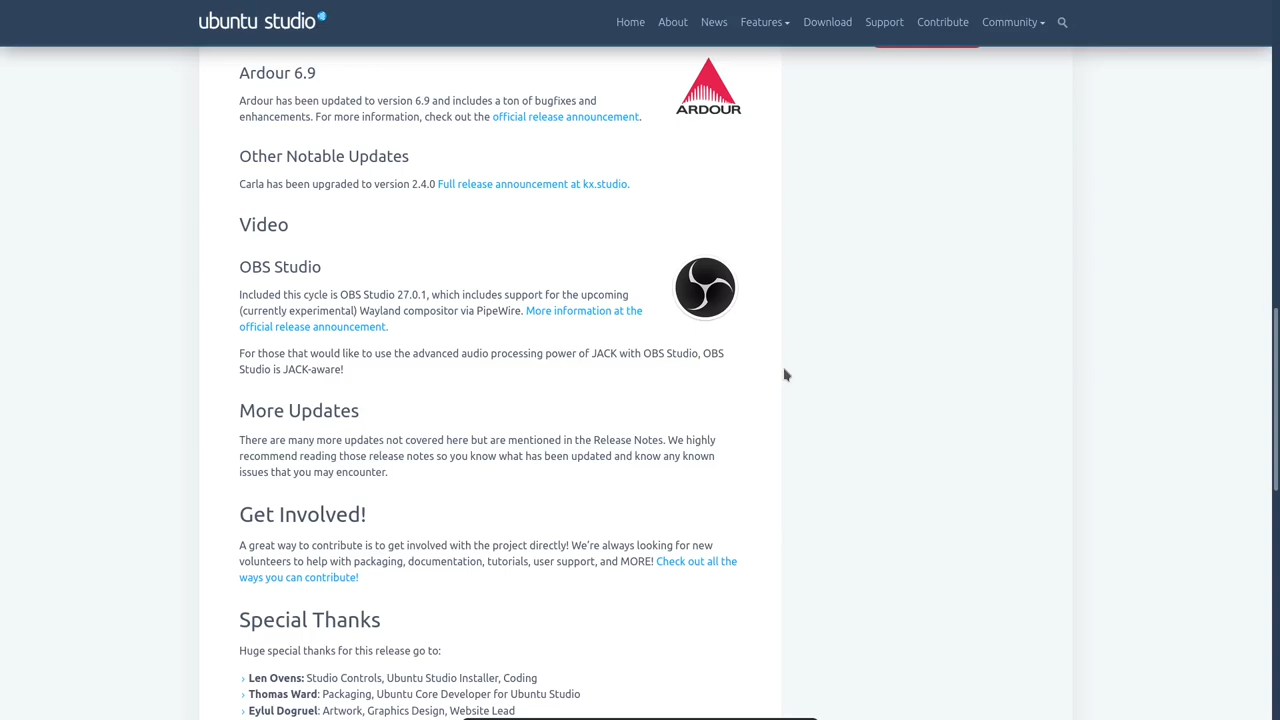 ubuntu studio
Home About News Features Download Support Contribute Community
Ardour 6.9
Ardour has been updated to version 6.9 and includes a ton of bugfixes and
enhancements. For more information, check out the official release announcement.
ARDOUR
Other Notable Updates
Carla has been upgraded to version 2.4.0 Full release announcement at kx.studio.
Video
OBS Studio
Included this cycle is OBS Studio 27.0.1, which includes support for the upcoming
(currently experimental) Wayland compositor via PipeWire. More information at the
official release announcement.
For those that would like to use the advanced audio processing power of JACK with OBS Studio, OBS
Studio is JACK-aware!
More Updates
There are many more updates not covered here but are mentioned in the Release Notes. We highly
recommend reading those release notes so you know what has been updated and know any known
issues that you may encounter.
Get Involved!
A great way to contribute is to get involved with the project directly! We’re always looking for new
volunteers to help with packaging, documentation, tutorials, user support, and MORE! Check out all the
ways you can contribute!
Special Thanks
Huge special thanks for this release go to:
Len Ovens: Studio Controls, Ubuntu Studio Installer, Coding
Thomas Ward: Packaging, Ubuntu Core Developer for Ubuntu Studio
Eylul Dogruel: Artwork, Graphics Design, Website Lead